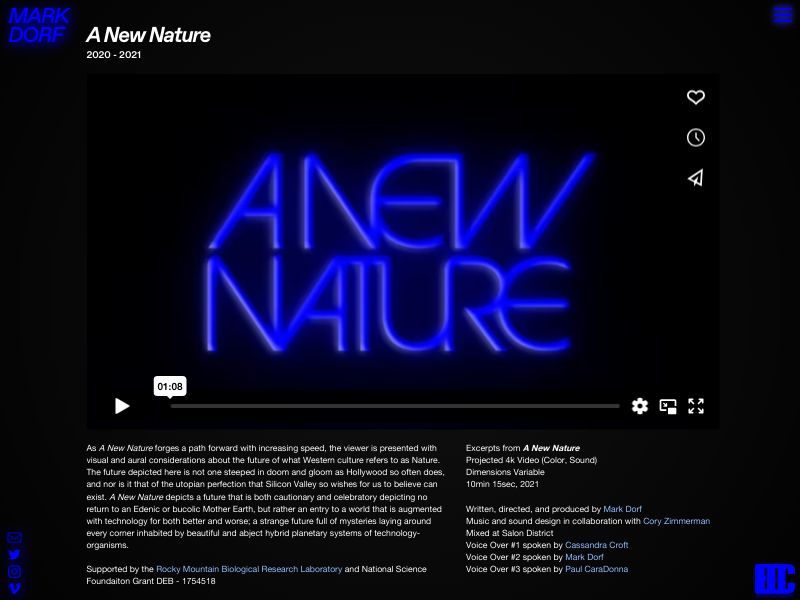 MARK
DORF
A New Nature
2020 - 2021
A NEW
NATURE
01:08
As A New Nature forges a path forward with increasing speed, the viewer is presented with
visual and aural considerations about the future of what Western culture refers to as Nature.
The future depicted here is not one steeped in doom and gloom as Hollywood so often does,
and nor is it that of the utopian perfection that Silicon Valley so wishes for us to believe can
exist. A New Nature depicts a future that is both cautionary and celebratory depicting no
return to an Edenic or bucolic Mother Earth, but rather an entry to a world that is augmented
with technology for both better and worse; a strange future full of mysteries laying around
every corner inhabited by beautiful and abject hybrid planetary systems of technology-
organisms.
Supported by the Rocky Mountain Biological Research Laboratory and National Science
Foundaiton Grant DEB - 1754518
Excerpts from A New Nature
Projected 4k Video (Color, Sound)
Dimensions Variable
10min 15sec, 2021
Written, directed, and produced by Mark Dorf
Music and sound design in collaboration with Cory Zimmerman
Mixed at Salon District
Voice Over #1 spoken by Cassandra Croft
Voice Over #2 spoken by Mark Dorf
Voice Over #3 spoken by Paul CaraDonna